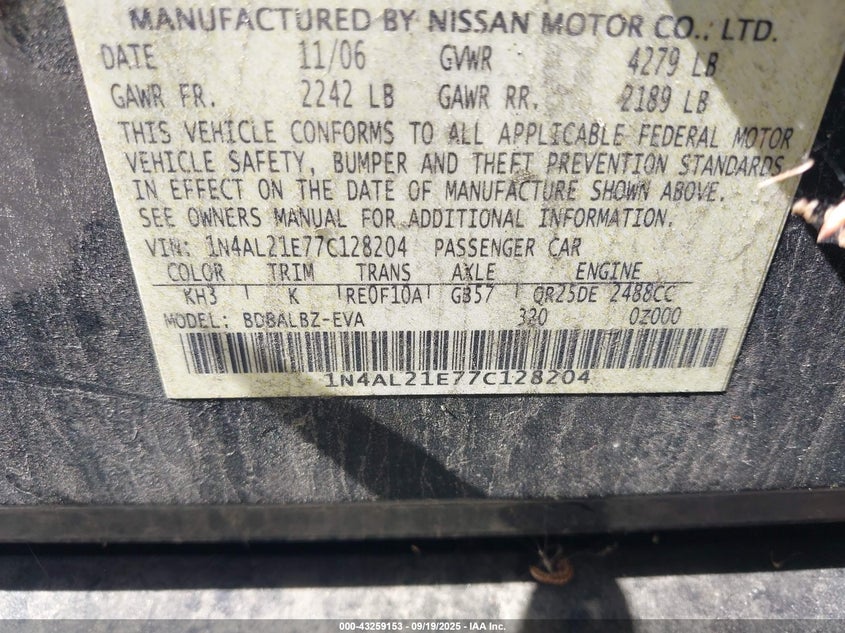 MANUFACTURED BY NISSAN MOTOR CO., LTD.
DATE 11/06 GVWR 4279 LB
GAWR FR. 2242 LB GAWR RR. 2189 LB
THIS VEHICLE CONFORMS TO ALL APPLICABLE FEDERAL MOTOR
VEHICLE SAFETY, BUMPER AND THEFT PREVENTION STANDARDS
IN EFFECT ON THE DATE OF MANUFACTURE SHOWN ABOVE.
SEE OWNERS MANUAL FOR ADDITIONAL INFORMATION.
VIN: 1N4AL21E77C128204 PASSENGER CAR
COLOR TRIM TRANS AXLE ENGINE
KH3 K RE0F10A GB57 QR25DE 2488CC
MODEL: BDBALBZ-EVA 320 0Z000
1N4AL21E77C128204
000-43259153 - 09/19/2025 - IAA Inc.